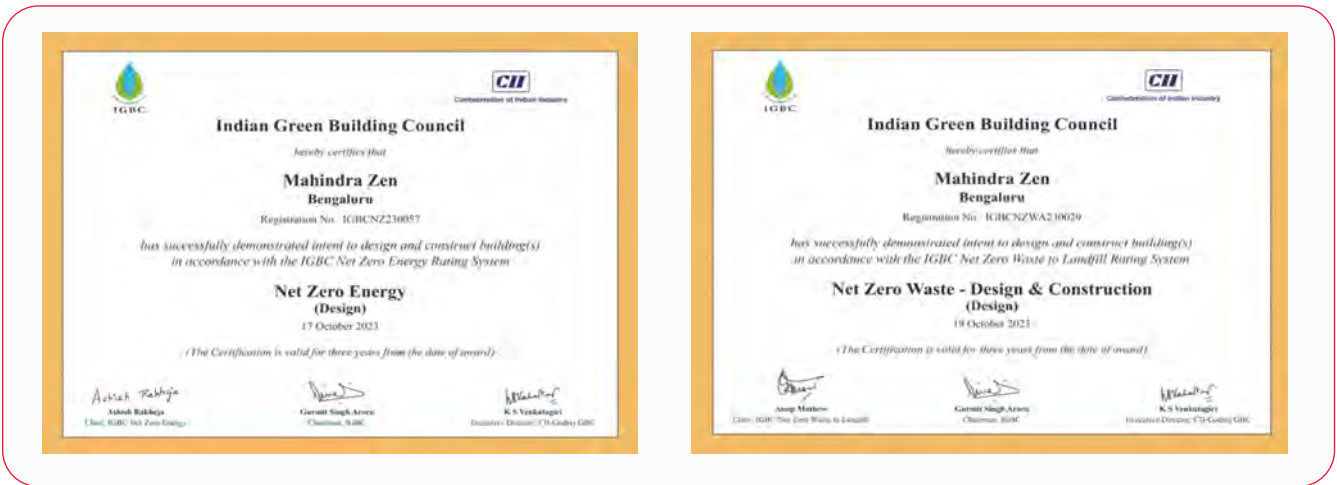 IGBC
CII
Confederation of Indian Industry
Indian Green Building Council
hereby certifies that
Mahindra Zen
Bengaluru
Registration No. IGBCNZ230057
has successfully demonstrated intent to design and construct building(s)
in accordance with the IGBC Net Zero Energy Rating System
Net Zero Energy
(Design)
17 October 2023
(The Certification is valid for three years from the date of award)
Ashish Rakheja
Ashish Rakheja
Chair, IGBC Net Zero Energy
Gurmit Singh Arora
Chairman, IGBC
K S Venkatagiri
Executive Director, CII-Godrej GBC
IGBC
CII
Confederation of Indian Industry
Indian Green Building Council
hereby certifies that
Mahindra Zen
Bengaluru
Registration No. IGBCNZWA230029
has successfully demonstrated intent to design and construct building(s)
in accordance with the IGBC Net Zero Waste to Landfill Rating System
Net Zero Waste - Design & Construction
(Design)
19 October 2023
(The Certification is valid for three years from the date of award)
Anup Mathew
Chair, IGBC Net Zero Waste to Landfill
Gurmit Singh Arora
Chairman, IGBC
K S Venkatagiri
Executive Director, CII-Godrej GBC